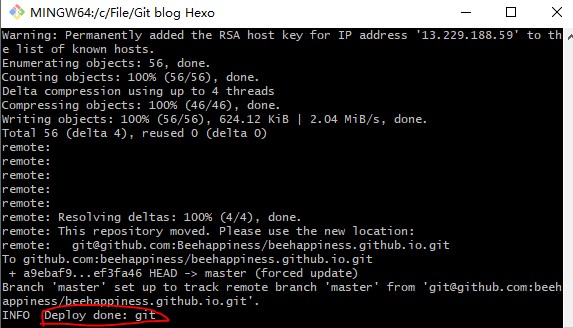 MINGW64:/c/File/Git blog Hexo
Warning: Permanently added the RSA host key for IP address '13.229.188.59' to th
e list of known hosts.
Enumerating objects: 56, done.
Counting objects: 100% (56/56), done.
Delta compression using up to 4 threads
Compressing objects: 100% (46/46), done.
Writing objects: 100% (56/56), 624.12 KiB | 2.04 MiB/s, done.
Total 56 (delta 4), reused 0 (delta 0)
remote:
remote:
remote:
remote:
remote:
remote: Resolving deltas: 100% (4/4), done.
remote: This repository moved. Please use the new location:
remote:   git@github.com:Beehappiness/beehappiness.github.io.git
To github.com:beehappiness/beehappiness.github.io.git
 + a9ebaf9...ef3fa46 HEAD -> master (forced update)
Branch 'master' set up to track remote branch 'master' from 'git@github.com:beeh
appiness/beehappiness.github.io.git'.
INFO  Deploy done: git